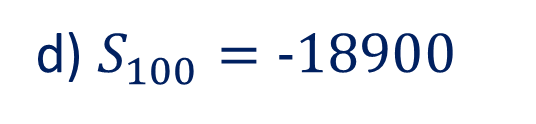 d) S₁₀₀ = -18900